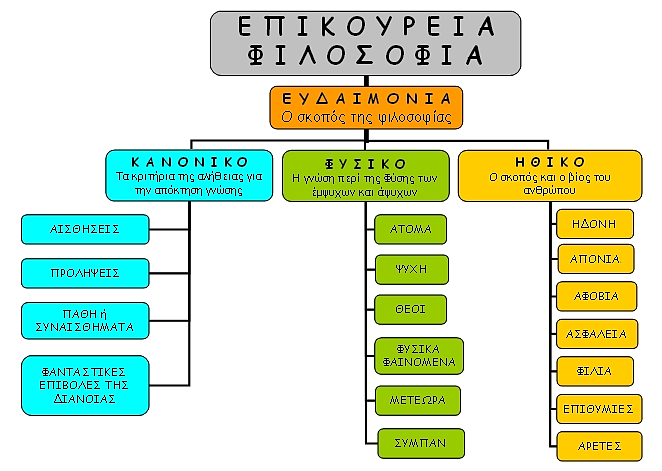 ΕΠΙΚΟΥΡΕΙΑ
ΦΙΛΟΣΟΦΙΑ
ΕΥΔΑΙΜΟΝΙΑ
Ο σκοπός της φιλοσοφίας
ΚΑΝΟΝΙΚΟ
Τα κριτήρια της αλήθειας για
την απόκτηση γνώσης
ΑΙΣΘΗΣΕΙΣ
ΠΡΟΛΗΨΕΙΣ
ΠΑΘΗ ή
ΣΥΝΑΙΣΘΗΜΑΤΑ
ΦΑΝΤΑΣΤΙΚΕΣ
ΕΠΙΒΟΛΕΣ ΤΗΣ
ΔΙΑΝΟΙΑΣ
ΦΥΣΙΚΟ
Η γνώση περί της Φύσης των
έμψυχων και άψυχων
ΑΤΟΜΑ
ΨΥΧΗ
ΘΕΟΙ
ΦΥΣΙΚΑ
ΦΑΙΝΟΜΕΝΑ
ΜΕΤΕΩΡΑ
ΣΥΜΠΑΝ
ΗΘΙΚΟ
Ο σκοπός και ο βίος του
ανθρώπου
ΗΔΟΝΗ
ΑΠΟΝΙΑ
ΑΦΟΒΙΑ
ΑΣΦΑΛΕΙΑ
ΦΙΛΙΑ
ΕΠΙΘΥΜΙΕΣ
ΑΡΕΤΕΣ